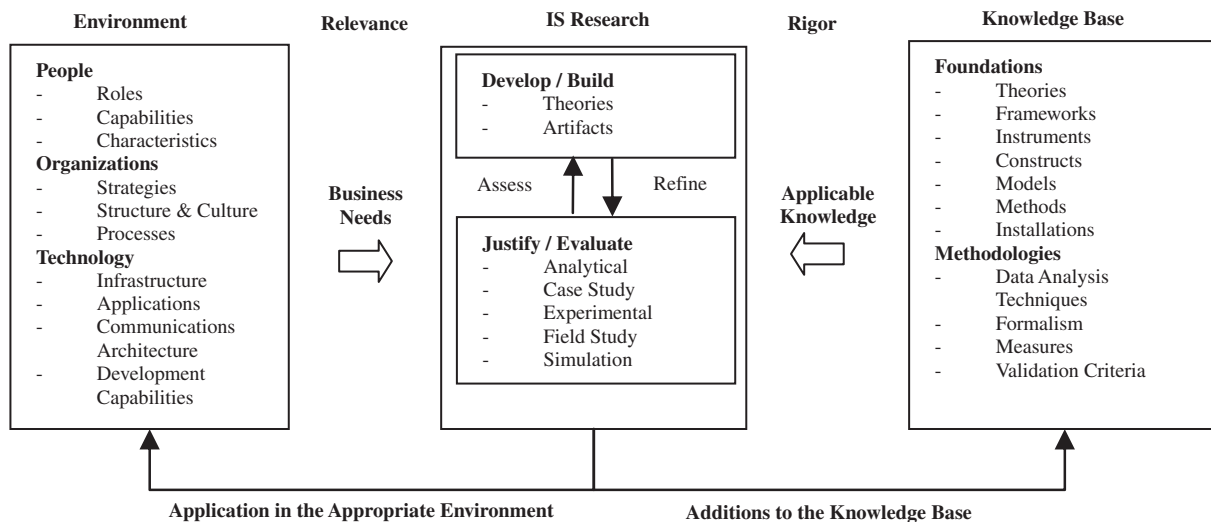 Environment
Relevance
IS Research
Rigor
Knowledge Base
People
- Roles
- Capabilities
- Characteristics
Organizations
- Strategies
- Structure & Culture
- Processes
Technology
- Infrastructure
- Applications
- Communications
Architecture
- Development
Capabilities
Business
Needs
Develop / Build
- Theories
- Artifacts
Assess
Refine
Justify / Evaluate
- Analytical
- Case Study
- Experimental
- Field Study
- Simulation
Applicable
Knowledge
Foundations
- Theories
- Frameworks
- Instruments
- Constructs
- Models
- Methods
- Installations
Methodologies
- Data Analysis
Techniques
- Formalism
- Measures
- Validation Criteria
Application in the Appropriate Environment
Additions to the Knowledge Base